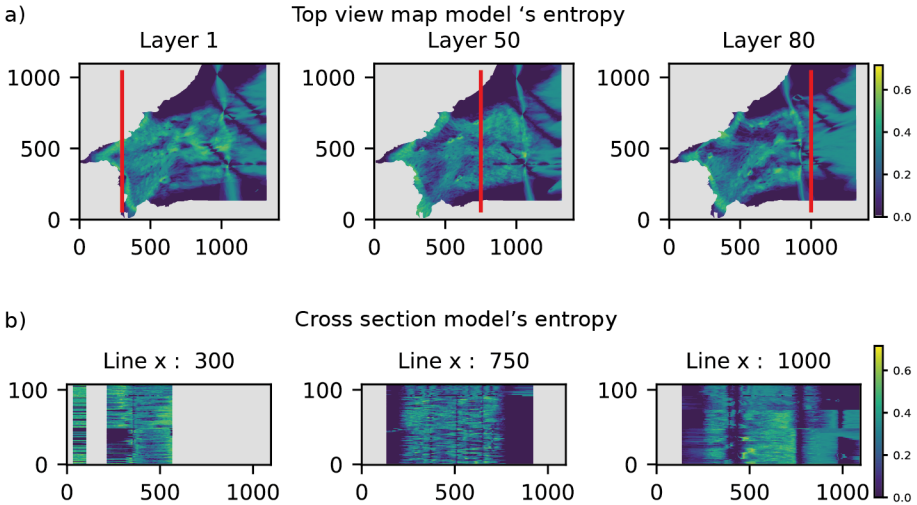 a)
Top view map model ‘s entropy
Layer 1
Layer 50
Layer 80
1000
500
0
0 500 1000
1000
500
0
0 500 1000
1000
500
0
0 500 1000
0.6
0.4
0.2
0.0
b)
Cross section model’s entropy
Line x : 300
Line x : 750
Line x : 1000
100
0
0 500 1000
100
0
0 500 1000
100
0
0 500 1000
0.6
0.4
0.2
0.0